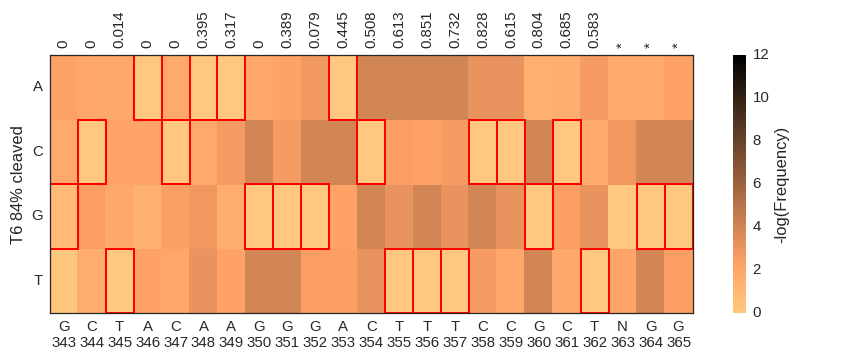 0 0 0.014 0 0 0.395 0.317 0 0.389 0.079 0.445 0.508 0.613 0.851 0.732 0.828 0.615 0.804 0.685 0.583 * * *
T6 84% cleaved
A
C
G
T
G C T A C A A G G G A C T T T C C G C T N G G
343 344 345 346 347 348 349 350 351 352 353 354 355 356 357 358 359 360 361 362 363 364 365
12
10
8
6
4
2
0
-log(Frequency)